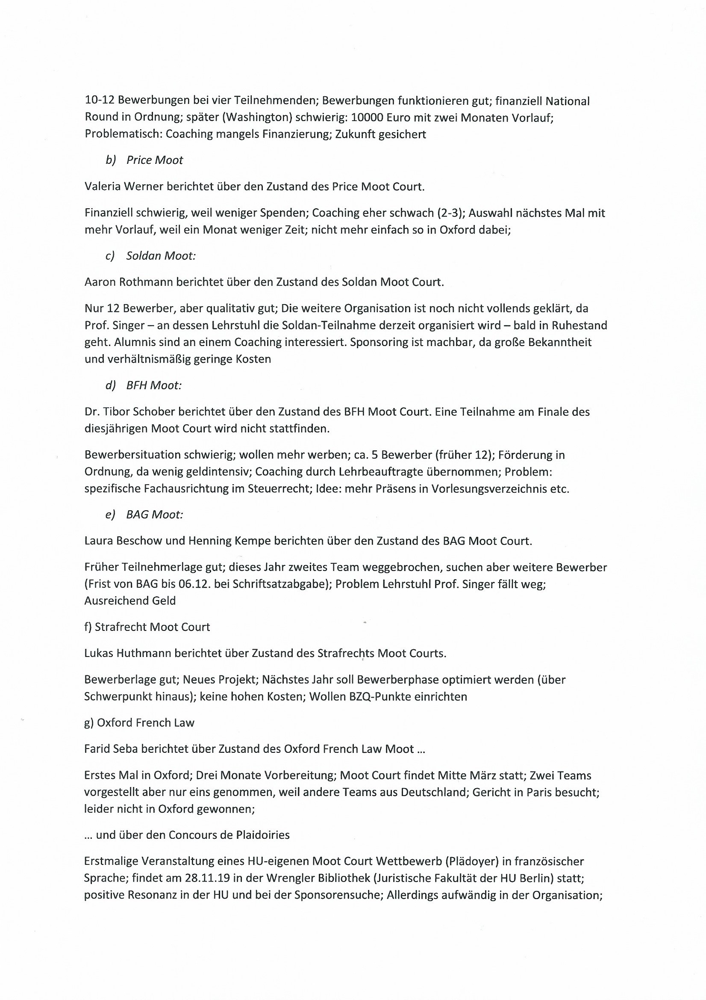 10-12 Bewerbungen bei vier Teilnehmenden; Bewerbungen funktionieren gut; finanziell National
Round in Ordnung; später (Washington) schwierig: 10000 Euro mit zwei Monaten Vorlauf;
Problematisch: Coaching mangels Finanzierung; Zukunft gesichert
b) Price Moot
Valeria Werner berichtet über den Zustand des Price Moot Court.
Finanziell schwierig, weil weniger Spenden; Coaching eher schwach (2-3); Auswahl nächstes Mal mit
mehr Vorlauf, weil ein Monat weniger Zeit; nicht mehr einfach so in Oxford dabei;
c) Soldan Moot:
Aaron Rothmann berichtet über den Zustand des Soldan Moot Court.
Nur 12 Bewerber, aber qualitativ gut; Die weitere Organisation ist noch nicht vollends geklärt, da
Prof. Singer – an dessen Lehrstuhl die Soldan-Teilnahme derzeit organisiert wird – bald in Ruhestand
geht. Alumnis sind an einem Coaching interessiert. Sponsoring ist machbar, da große Bekanntheit
und verhältnismäßig geringe Kosten
d) BFH Moot:
Dr. Tibor Schober berichtet über den Zustand des BFH Moot Court. Eine Teilnahme am Finale des
diesjährigen Moot Court wird nicht stattfinden.
Bewerbersituation schwierig; wollen mehr werben; ca. 5 Bewerber (früher 12); Förderung in
Ordnung, da wenig geldintensiv; Coaching durch Lehrbeauftragte übernommen; Problem:
spezifische Fachausrichtung im Steuerrecht; Idee: mehr Präsens in Vorlesungsverzeichnis etc.
e) BAG Moot:
Laura Beschow und Henning Kempe berichten über den Zustand des BAG Moot Court.
Früher Teilnehmerlage gut; dieses Jahr zweites Team weggebrochen, suchen aber weitere Bewerber
(Frist von BAG bis 06.12. bei Schriftsatzabgabe); Problem Lehrstuhl Prof. Singer fällt weg;
Ausreichend Geld
f) Strafrecht Moot Court
Lukas Huthmann berichtet über Zustand des Strafrechts Moot Courts.
Bewerberlage gut; Neues Projekt; Nächstes Jahr soll Bewerberphase optimiert werden (über
Schwerpunkt hinaus); keine hohen Kosten; Wollen BZQ-Punkte einrichten
g) Oxford French Law
Farid Seba berichtet über Zustand des Oxford French Law Moot ...
Erstes Mal in Oxford; Drei Monate Vorbereitung; Moot Court findet Mitte März statt; Zwei Teams
vorgestellt aber nur eins genommen, weil andere Teams aus Deutschland; Gericht in Paris besucht;
leider nicht in Oxford gewonnen;
... und über den Concours de Plaidoiries
Erstmalige Veranstaltung eines HU-eigenen Moot Court Wettbewerb (Plädoyer) in französischer
Sprache; findet am 28.11.19 in der Wrengler Bibliothek (Juristische Fakultät der HU Berlin) statt;
positive Resonanz in der HU und bei der Sponsorensuche; Allerdings aufwändig in der Organisation;